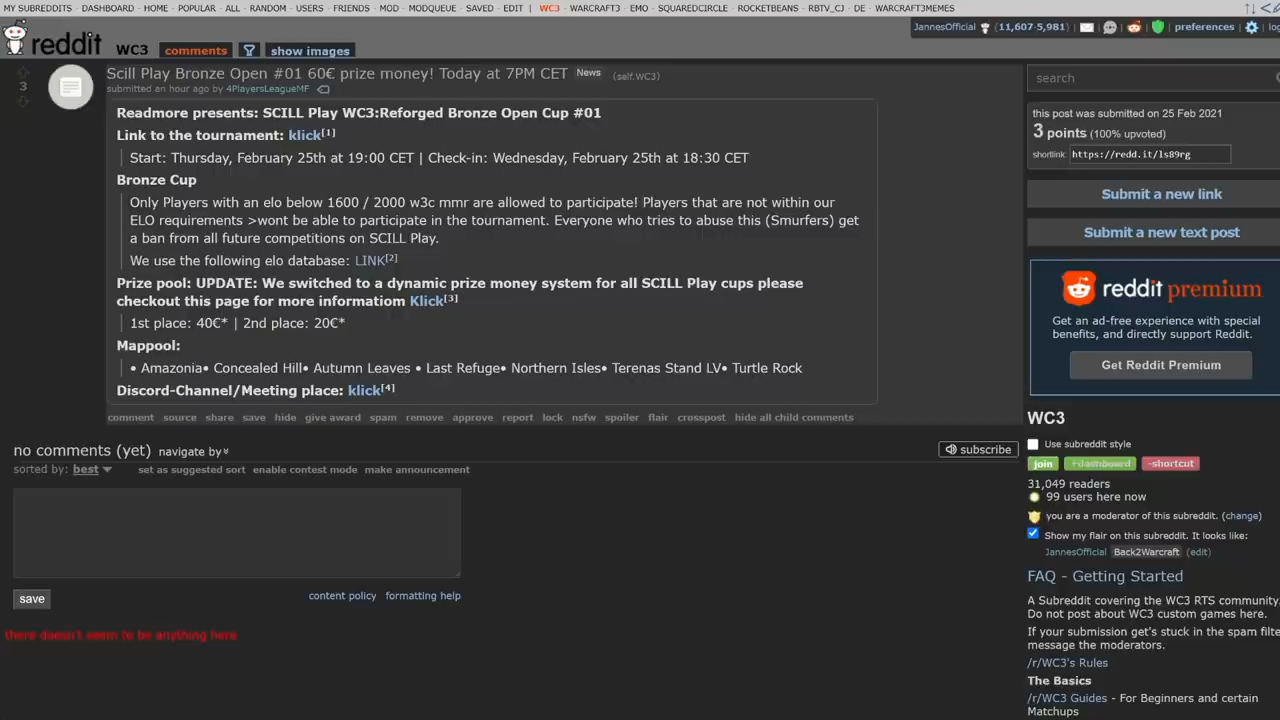 MY SUBREDDITS - DASHBOARD - HOME - POPULAR - ALL - RANDOM - USERS - FRIENDS - MOD - MODQUEUE - SAVED - EDIT | WC3 - WARCRAFT3 - EMO - SQUAREDCIRCLE - ROCKETBEANS - RBTV_CJ - DE - WARCRAFT3MEMES
JannesOfficial (11,607·5,981) preferences
reddit WC3 comments show images
Scill Play Bronze Open #01 60€ prize money! Today at 7PM CET News (self.WC3)
3
submitted an hour ago by 4PlayersLeagueMF
Readmore presents: SCILL Play WC3:Reforged Bronze Open Cup #01
Link to the tournament: klick[1]
Start: Thursday, February 25th at 19:00 CET | Check-in: Wednesday, February 25th at 18:30 CET
Bronze Cup
Only Players with an elo below 1600 / 2000 w3c mmr are allowed to participate! Players that are not within our
ELO requirements >wont be able to participate in the tournament. Everyone who tries to abuse this (Smurfers) get
a ban from all future competitions on SCILL Play.
We use the following elo database: LINK[2]
Prize pool: UPDATE: We switched to a dynamic prize money system for all SCILL Play cups please
checkout this page for more informatiom Klick[3]
1st place: 40€* | 2nd place: 20€*
Mappool:
• Amazonia• Concealed Hill• Autumn Leaves • Last Refuge• Northern Isles• Terenas Stand LV• Turtle Rock
Discord-Channel/Meeting place: klick[4]
comment source share save hide give award spam remove approve report lock nsfw spoiler flair crosspost hide all child comments
no comments (yet) navigate by
subscribe
sorted by: best set as suggested sort enable contest mode make announcement
save
content policy formatting help
there doesn't seem to be anything here
search
this post was submitted on 25 Feb 2021
3 points (100% upvoted)
shortlink: https://redd.it/ls89rg
Submit a new link
Submit a new text post
reddit premium
Get an ad-free experience with special
benefits, and directly support Reddit.
Get Reddit Premium
WC3
Use subreddit style
join +dashboard -shortcut
31,049 readers
99 users here now
you are a moderator of this subreddit. (change)
Show my flair on this subreddit. It looks like:
JannesOfficial Back2Warcraft (edit)
FAQ - Getting Started
A Subreddit covering the WC3 RTS community.
Do not post about WC3 custom games here.
If your submission get's stuck in the spam filte
message the moderators.
/r/WC3's Rules
The Basics
/r/WC3 Guides - For Beginners and certain
Matchups